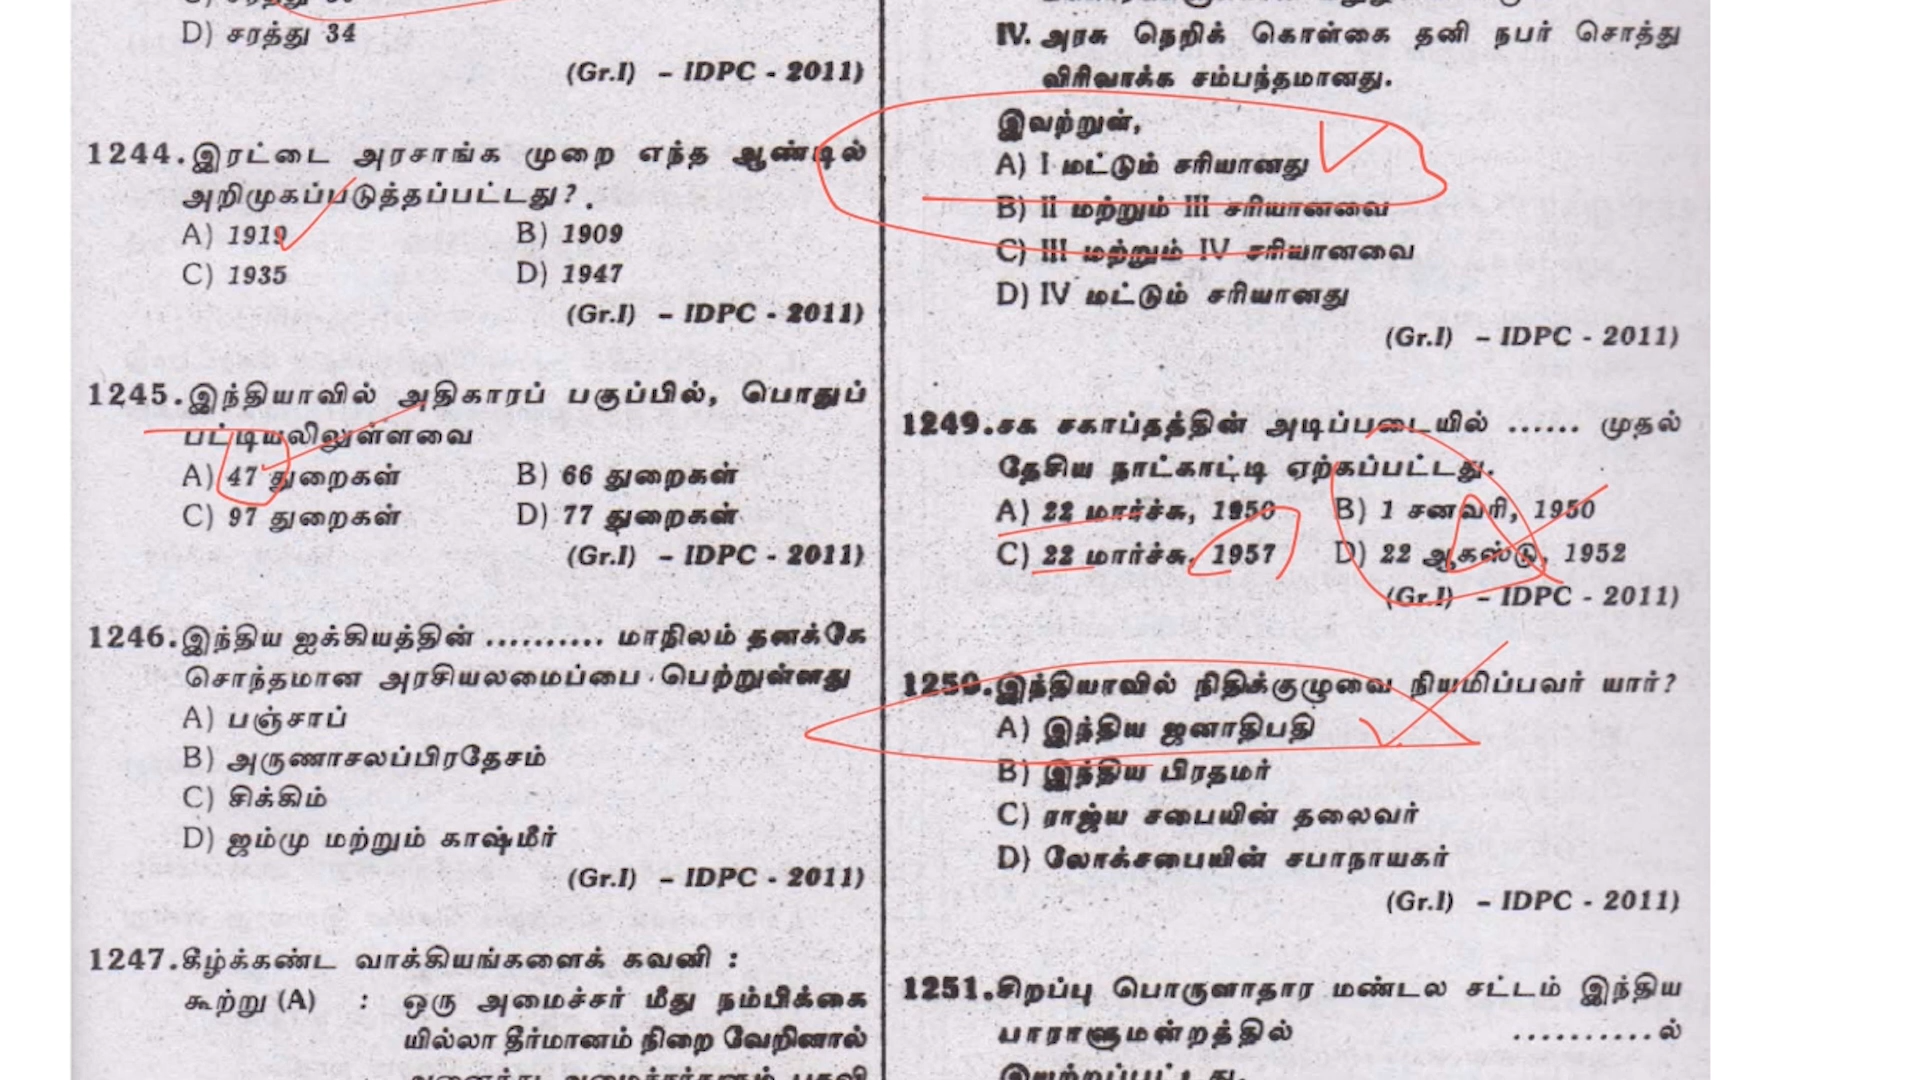 D) சரத்து 34
(Gr.I) – IDPC - 2011)
1244. இரட்டை அரசாங்க முறை எந்த ஆண்டில்
அறிமுகப்படுத்தப்பட்டது?
A) 1919 B) 1909
C) 1935 D) 1947
(Gr.I) – IDPC - 2011)
1245. இந்தியாவில் அதிகாரப் பகுப்பில், பொதுப்
பட்டியலிலுள்ளவை
A) 47 துறைகள் B) 66 துறைகள்
C) 97 துறைகள் D) 77 துறைகள்
(Gr.I) – IDPC - 2011)
1246. இந்திய ஐக்கியத்தின் .......... மாநிலம் தனக்கே
சொந்தமான அரசியலமைப்பை பெற்றுள்ளது
A) பஞ்சாப்
B) அருணாசலப்பிரதேசம்
C) சிக்கிம்
D) ஜம்மு மற்றும் காஷ்மீர்
(Gr.I) – IDPC - 2011)
1247. கீழ்க்கண்ட வாக்கியங்களைக் கவனி :
கூற்று (A) : ஒரு அமைச்சர் மீது நம்பிக்கை
யில்லா தீர்மானம் நிறை வேறினால்
IV. அரசு நெறிக் கொள்கை தனி நபர் சொத்து
விரிவாக்க சம்பந்தமானது.
இவற்றுள்,
A) I மட்டும் சரியானது
B) II மற்றும் III சரியானவை
C) III மற்றும் IV சரியானவை
D) IV மட்டும் சரியானது
(Gr.I) – IDPC - 2011)
1249. சக சகாப்தத்தின் அடிப்படையில் ...... முதல்
தேசிய நாட்காட்டி ஏற்கப்பட்டது.
A) 22 மார்ச்சு, 1950 B) 1 சனவரி, 1950
C) 22 மார்ச்சு, 1957 D) 22 ஆகஸ்டு, 1952
(Gr.I) – IDPC - 2011)
1250. இந்தியாவில் நிதிக்குழுவை நியமிப்பவர் யார்?
A) இந்திய ஜனாதிபதி
B) இந்திய பிரதமர்
C) ராஜ்ய சபையின் தலைவர்
D) லோக்சபையின் சபாநாயகர்
(Gr.I) – IDPC - 2011)
1251. சிறப்பு பொருளாதார மண்டல சட்டம் இந்திய
பாராளுமன்றத்தில் ..........ல்
இயற்றப்பட்டது.